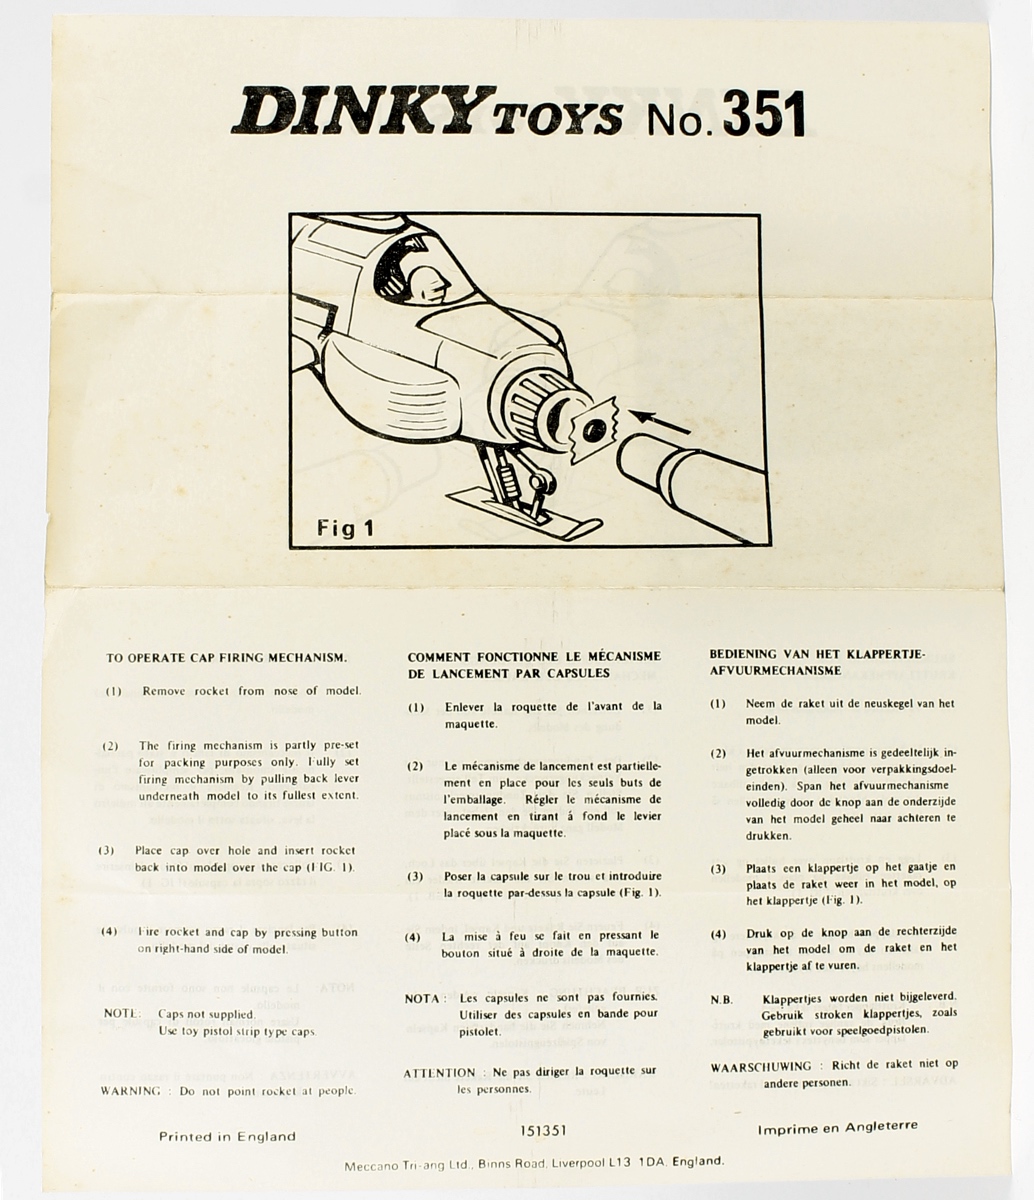 DINKY TOYS No. 351
Fig 1
TO OPERATE CAP FIRING MECHANISM.
(1) Remove rocket from nose of model.
(2) The firing mechanism is partly pre-set
for packing purposes only. Fully set
firing mechanism by pulling back lever
underneath model to its fullest extent.
(3) Place cap over hole and insert rocket
back into model over the cap (FIG. 1).
(4) Fire rocket and cap by pressing button
on right-hand side of model.
NOTE: Caps not supplied.
Use toy pistol strip type caps.
WARNING : Do not point rocket at people.
Printed in England
COMMENT FONCTIONNE LE MÉCANISME
DE LANCEMENT PAR CAPSULES
(1) Enlever la roquette de l'avant de la
maquette.
(2) Le mécanisme de lancement est partielle-
ment en place pour les seuls buts de
l'emballage. Régler le mécanisme de
lancement en tirant á fond le levier
placé sous la maquette.
(3) Poser la capsule sur le trou et introduire
la roquette par-dessus la capsule (Fig. 1).
(4) La mise à feu se fait en pressant le
bouton situé à droite de la maquette.
NOTA : Les capsules ne sont pas fournies.
Utiliser des capsules en bande pour
pistolet.
ATTENTION : Ne pas diriger la roquette sur
les personnes.
151351
BEDIENING VAN HET KLAPPERTJE-
AFVUURMECHANISME
(1) Neem de raket uit de neuskegel van het
model.
(2) Het afvuurmechanisme is gedeeltelijk in-
getrokken (alleen voor verpakkingsdoel-
einden). Span het afvuurmechanisme
volledig door de knop aan de onderzijde
van het model geheel naar achteren te
drukken.
(3) Plaats een klappertje op het gaatje en
plaats de raket weer in het model, op
het klappertje (Fig. 1).
(4) Druk op de knop aan de rechterzijde
van het model om de raket en het
klappertje af te vuren.
N.B. Klappertjes worden niet bijgeleverd.
Gebruik stroken klappertjes, zoals
gebruikt voor speelgoedpistolen.
WAARSCHUWING : Richt de raket niet op
andere personen.
Imprime en Angleterre
Meccano Tri-ang Ltd., Binns Road, Liverpool L13 1DA, England.